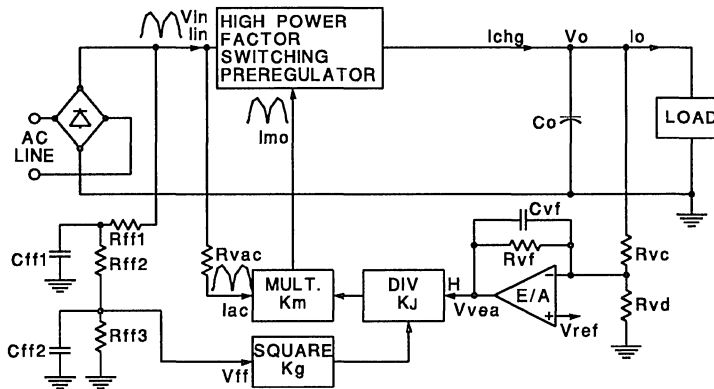 Vin
Iin
HIGH POWER
FACTOR
SWITCHING
PREREGULATOR
Ichg
Vo
Io
AC
LINE
Imo
Co
LOAD
Rff1
Cff1
Rff2
Rvac
Cvf
Rvf
Rvc
Iac
MULT.
Km
DIV
KJ
H
Vvea
E/A
−
+
Vref
Rvd
Cff2
Rff3
Vff
SQUARE
Kg